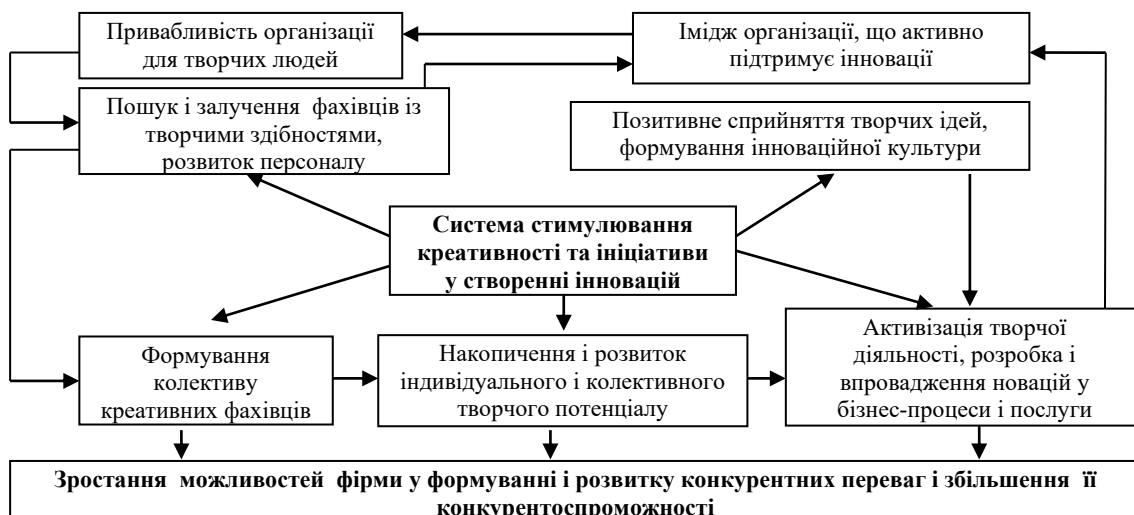 Привабливість організації
для творчих людей
Імідж організації, що активно
підтримує інновації
Пошук і залучення фахівців із
творчими здібностями,
розвиток персоналу
Позитивне сприйняття творчих ідей,
формування інноваційної культури
Система стимулювання
креативності та ініціативи
у створенні інновацій
Формування
колективу
креативних фахівців
Накопичення і розвиток
індивідуального і колективного
творчого потенціалу
Активізація творчої
діяльності, розробка і
впровадження новацій у
бізнес-процеси і послуги
Зростання можливостей фірми у формуванні і розвитку конкурентних переваг і збільшення її
конкурентоспроможності